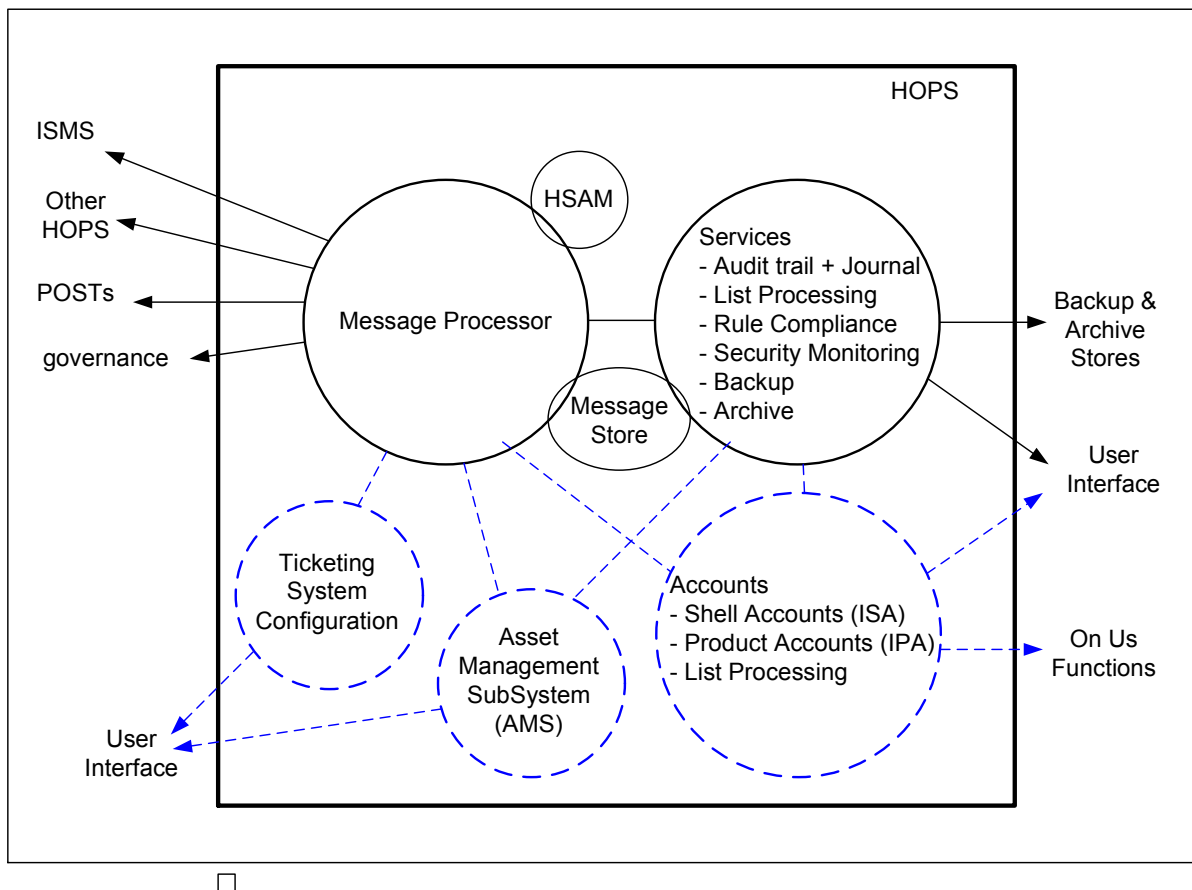 HOPS
ISMS
Other
HOPS
POSTs
governance
HSAM
Message Processor
Services
- Audit trail + Journal
- List Processing
- Rule Compliance
- Security Monitoring
- Backup
- Archive
Message
Store
Backup &
Archive
Stores
User
Interface
Ticketing
System
Configuration
Asset
Management
SubSystem
(AMS)
Accounts
- Shell Accounts (ISA)
- Product Accounts (IPA)
- List Processing
On Us
Functions
User
Interface